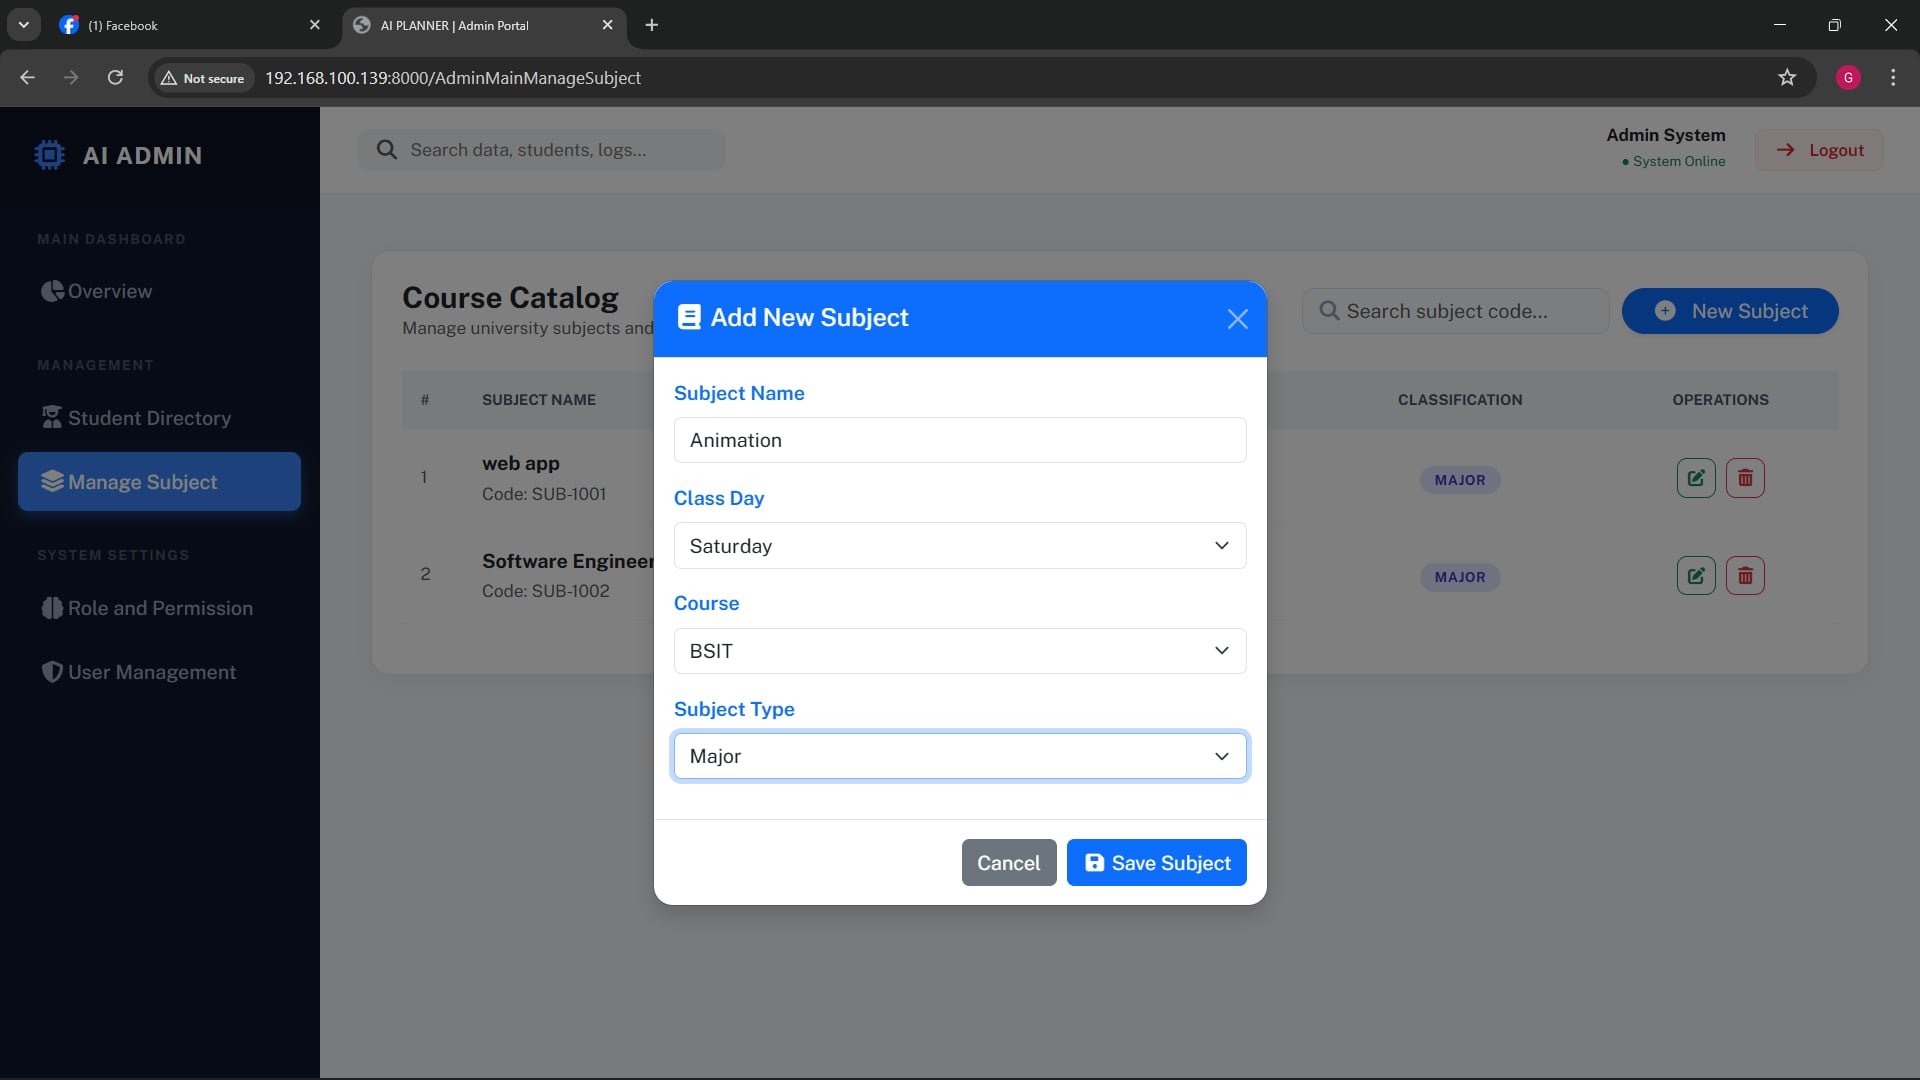 (1) Facebook
AI PLANNER | Admin Portal
Not secure
192.168.100.139:8000/AdminMainManageSubject
G
AI ADMIN
Search data, students, logs...
Admin System
• System Online
Logout
MAIN DASHBOARD
Overview
MANAGEMENT
Student Directory
Manage Subject
SYSTEM SETTINGS
Role and Permission
User Management
Course Catalog
Manage university subjects and
Search subject code...
New Subject
# SUBJECT NAME CLASSIFICATION OPERATIONS
1 web app MAJOR
Code: SUB-1001
2 Software Engineer MAJOR
Code: SUB-1002
Add New Subject
Subject Name
Animation
Class Day
Saturday
Course
BSIT
Subject Type
Major
Cancel
Save Subject